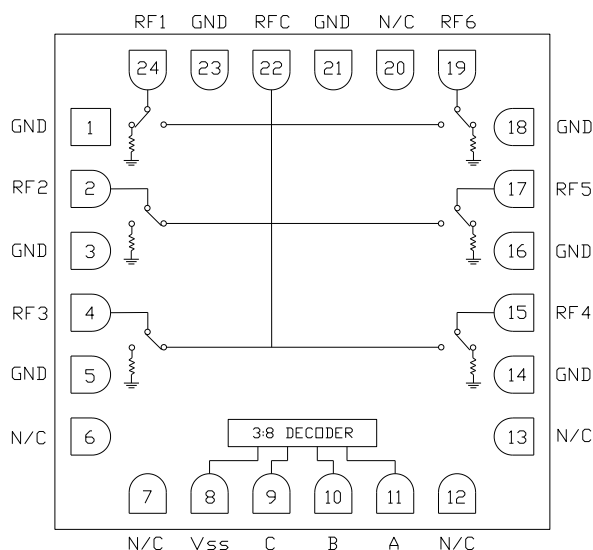 RF1 GND RFC GND N/C RF6
24 23 22 21 20 19
GND 1 18 GND
RF2 2 17 RF5
GND 3 16 GND
RF3 4 15 RF4
GND 5 14 GND
N/C 6 13 N/C
3:8 DECODER
7 8 9 10 11 12
N/C Vss C B A N/C